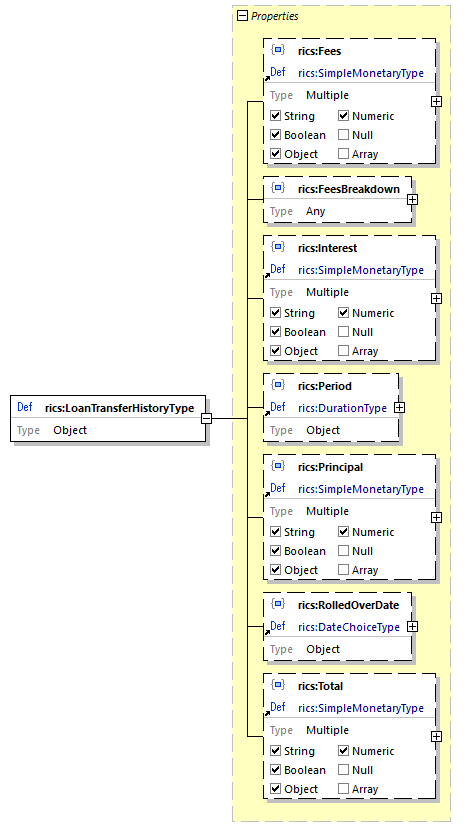 Properties
rics:Fees
Def rics:SimpleMonetaryType
Type Multiple
String Numeric
Boolean Null
Object Array
rics:FeesBreakdown
Type Any
rics:Interest
Def rics:SimpleMonetaryType
Type Multiple
String Numeric
Boolean Null
Object Array
rics:Period
Def rics:DurationType
Type Object
Def rics:LoanTransferHistoryType
Type Object
rics:Principal
Def rics:SimpleMonetaryType
Type Multiple
String Numeric
Boolean Null
Object Array
rics:RolledOverDate
Def rics:DateChoiceType
Type Object
rics:Total
Def rics:SimpleMonetaryType
Type Multiple
String Numeric
Boolean Null
Object Array